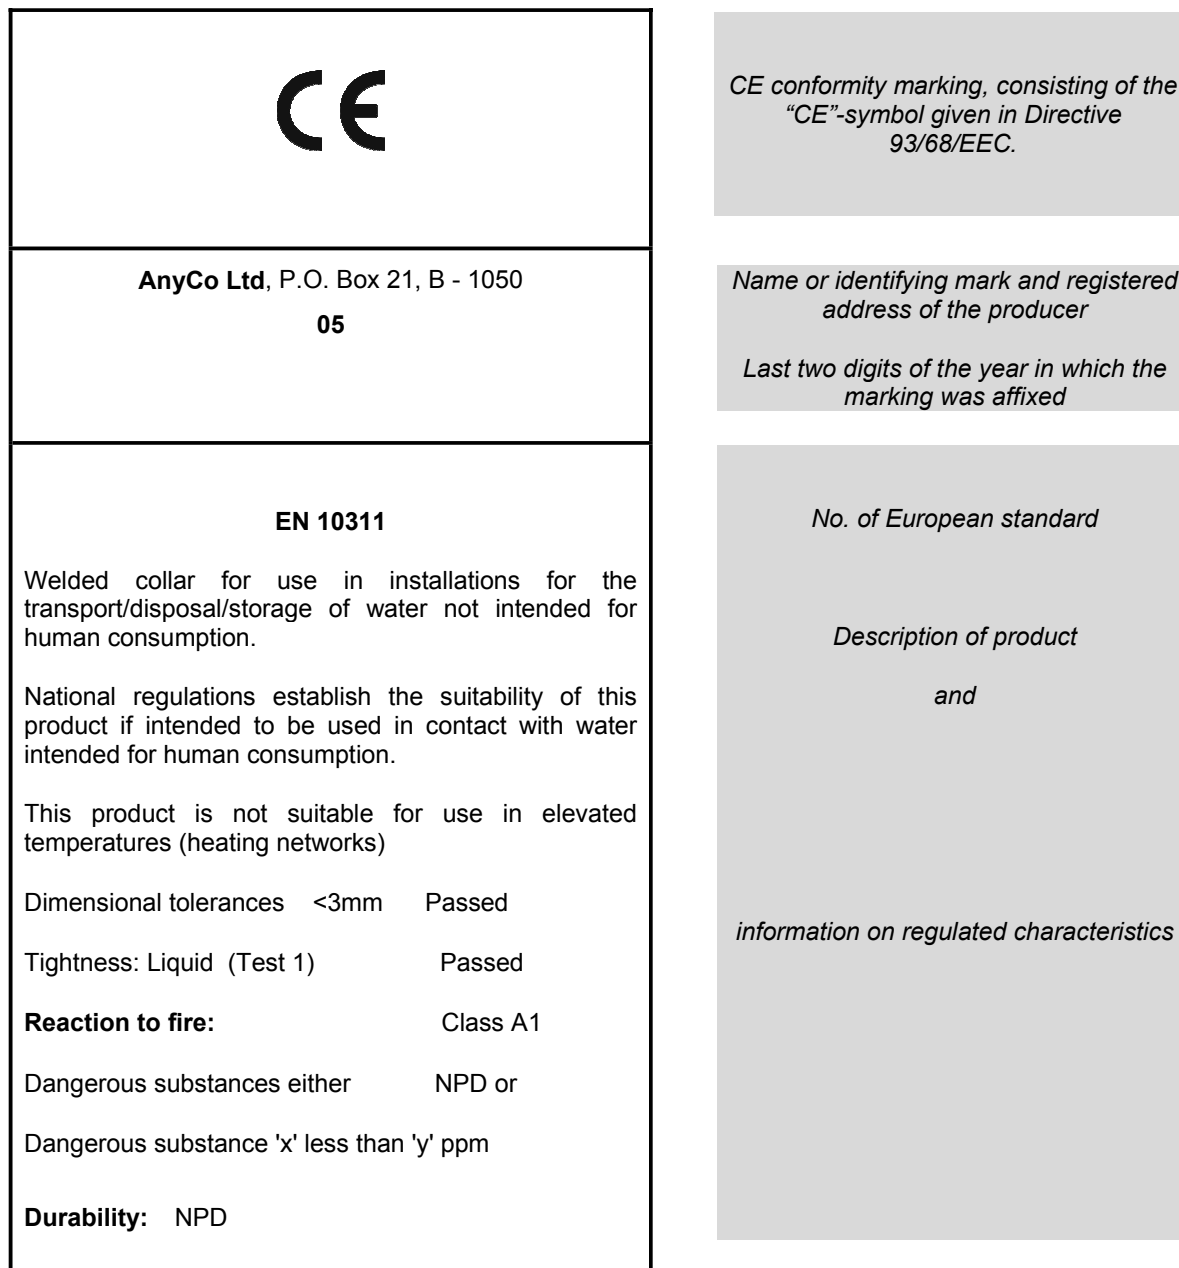 CE
CE conformity marking, consisting of the
“CE”-symbol given in Directive
93/68/EEC.
AnyCo Ltd, P.O. Box 21, B - 1050
05
Name or identifying mark and registered
address of the producer
Last two digits of the year in which the
marking was affixed
EN 10311
Welded collar for use in installations for the
transport/disposal/storage of water not intended for
human consumption.
National regulations establish the suitability of this
product if intended to be used in contact with water
intended for human consumption.
This product is not suitable for use in elevated
temperatures (heating networks)
Dimensional tolerances <3mm Passed
Tightness: Liquid (Test 1) Passed
Reaction to fire: Class A1
Dangerous substances either NPD or
Dangerous substance 'x' less than 'y' ppm
Durability: NPD
No. of European standard
Description of product
and
information on regulated characteristics